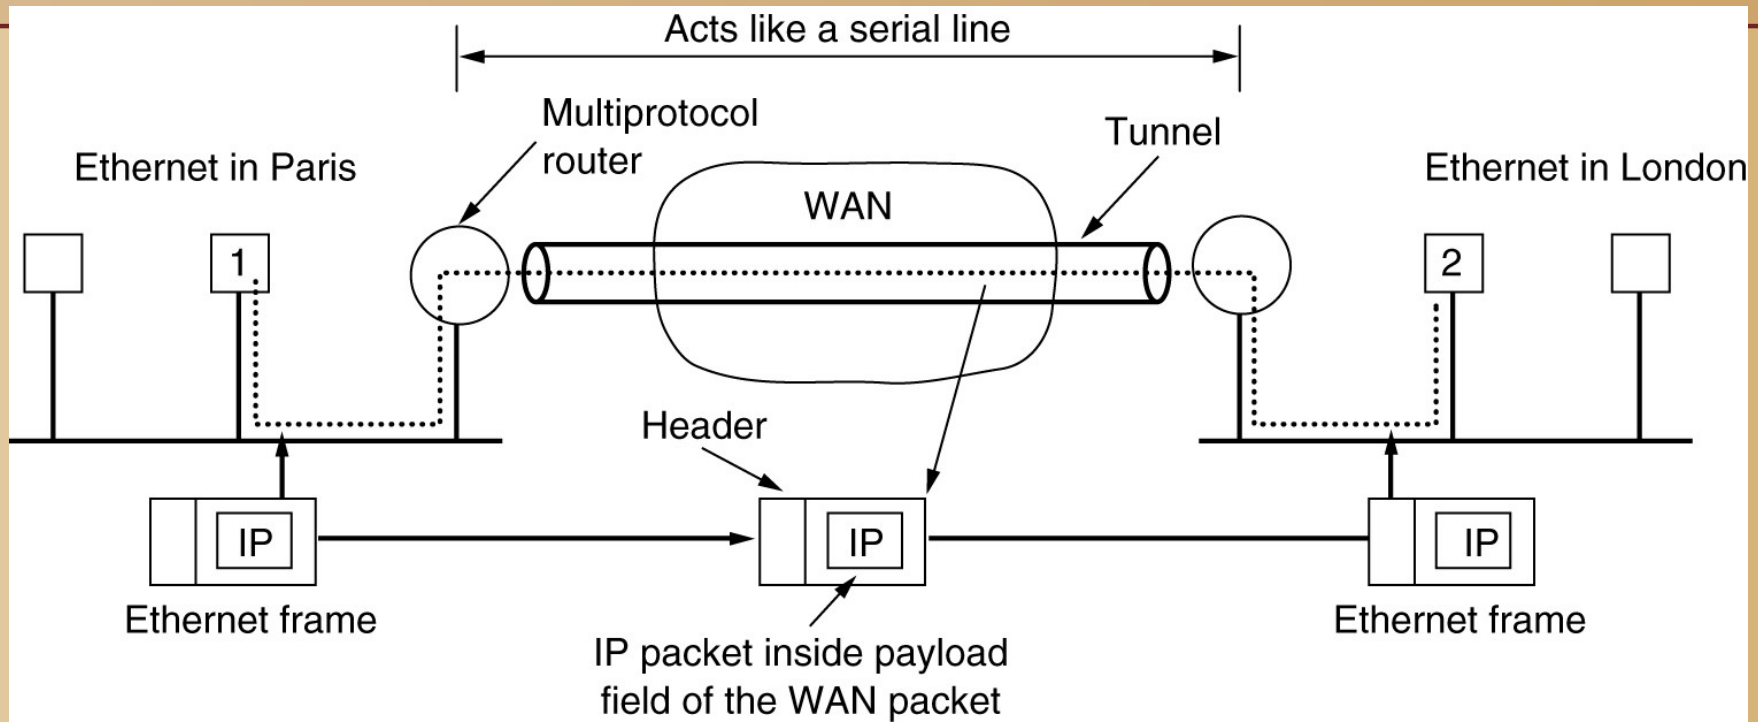 Acts like a serial line
Multiprotocol
router
Tunnel
Ethernet in Paris
Ethernet in London
WAN
1
2
Header
IP
IP
IP
Ethernet frame
Ethernet frame
IP packet inside payload
field of the WAN packet